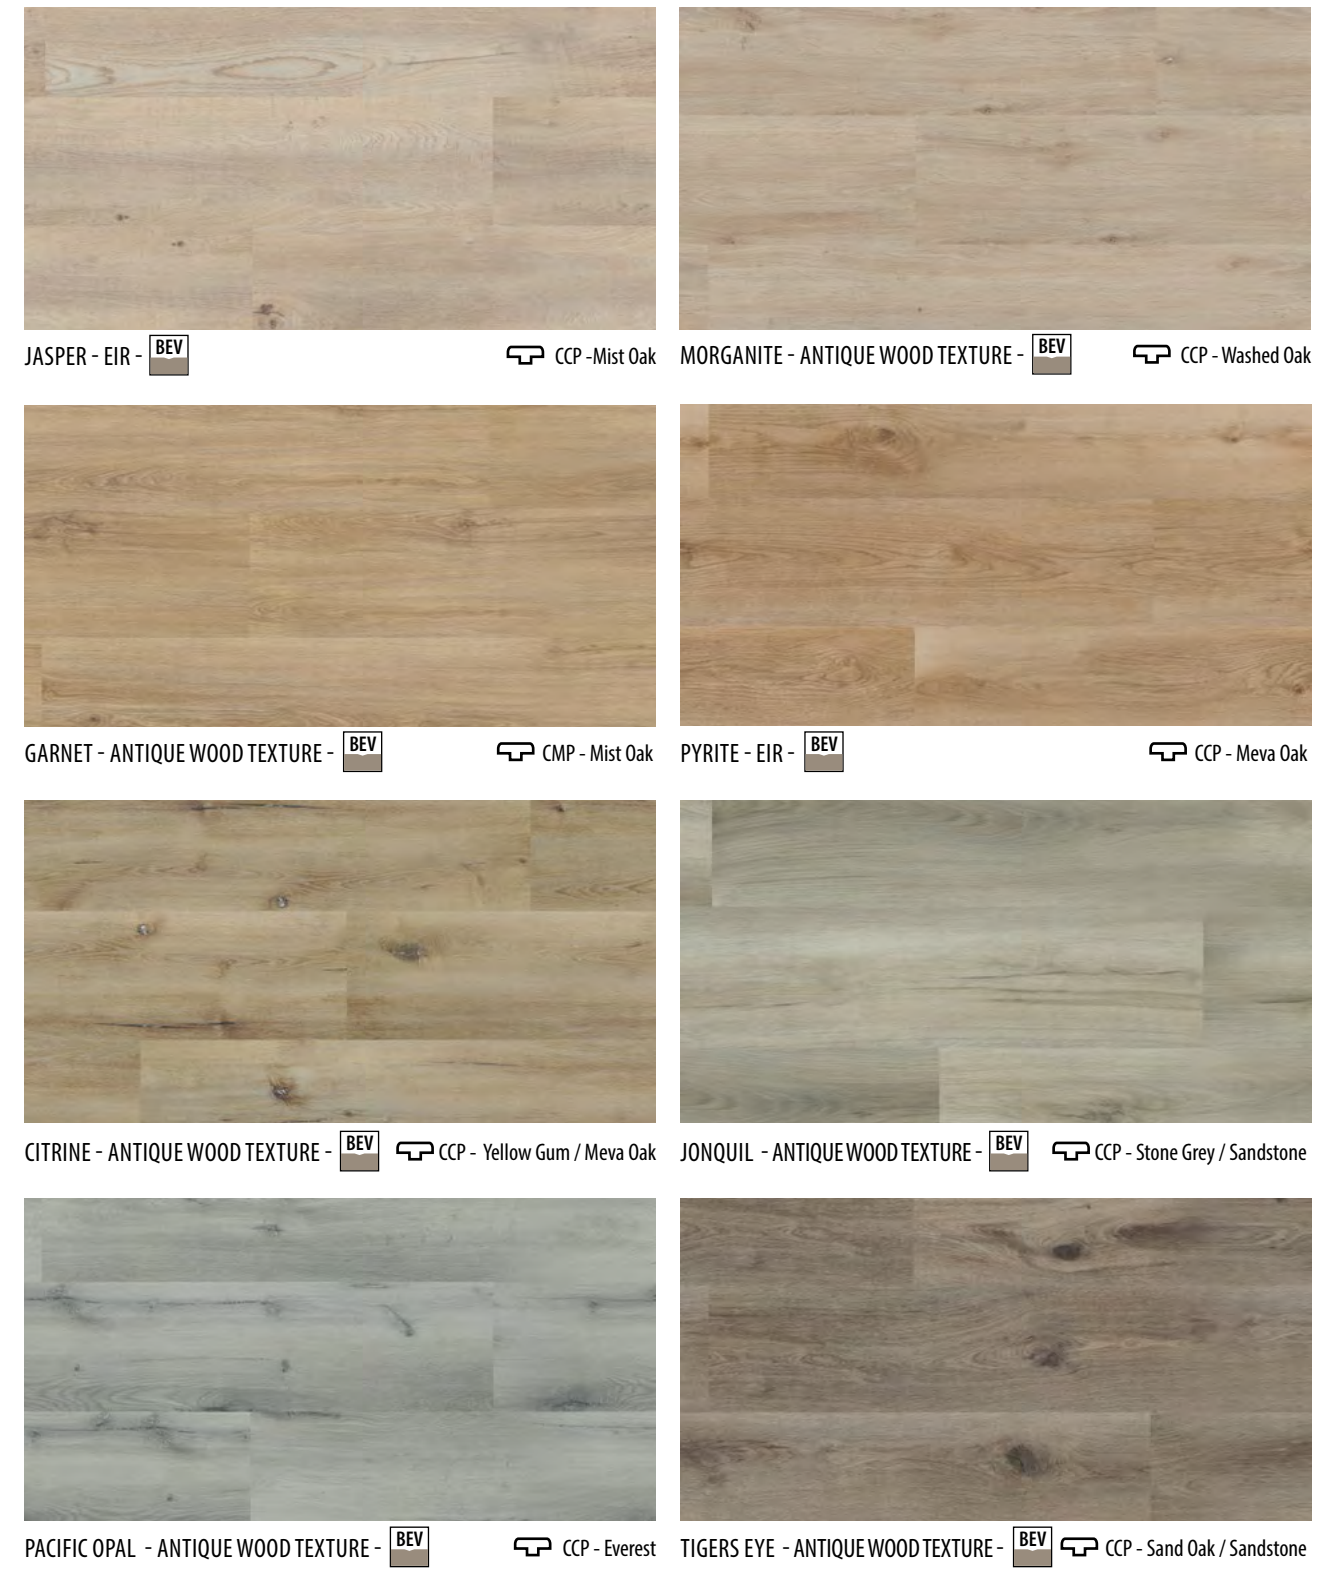 JASPER - EIR - BEV CCP -Mist Oak
MORGANITE - ANTIQUE WOOD TEXTURE - BEV CCP - Washed Oak
GARNET - ANTIQUE WOOD TEXTURE - BEV CMP - Mist Oak
PYRITE - EIR - BEV CCP - Meva Oak
CITRINE - ANTIQUE WOOD TEXTURE - BEV CCP - Yellow Gum / Meva Oak
JONQUIL - ANTIQUE WOOD TEXTURE - BEV CCP - Stone Grey / Sandstone
PACIFIC OPAL - ANTIQUE WOOD TEXTURE - BEV CCP - Everest
TIGERS EYE - ANTIQUE WOOD TEXTURE - BEV CCP - Sand Oak / Sandstone